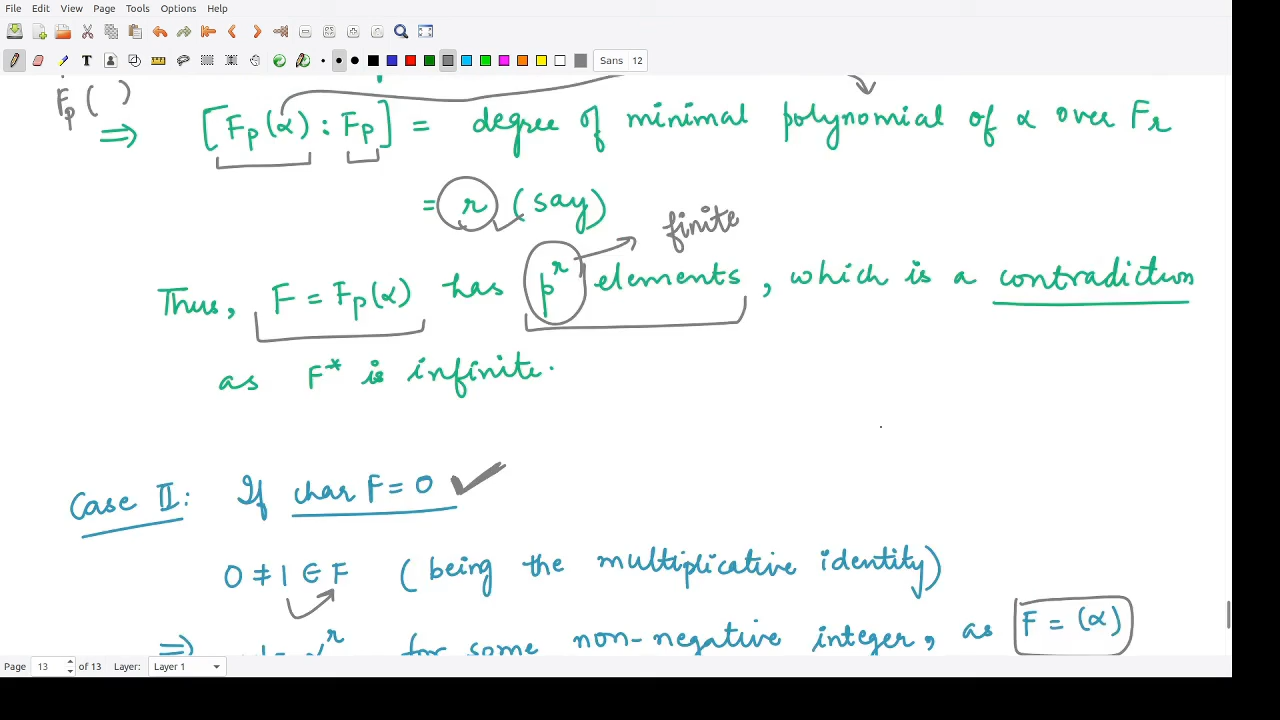 File Edit View Page Tools Options Help
Sans 12
Fp ( )
⇒ [Fp(α) : Fp] = degree of minimal polynomial of α over Fr
= r (say)
finite
Thus, F = Fp(α) has p^r elements, which is a contradiction
as F* is infinite.
Case II: If char F = 0 ✓
0 ≠ 1 ∈ F (being the multiplicative identity)
⇒ for some non-negative integer, as F = (α)
Page 13 of 13 Layer: Layer 1